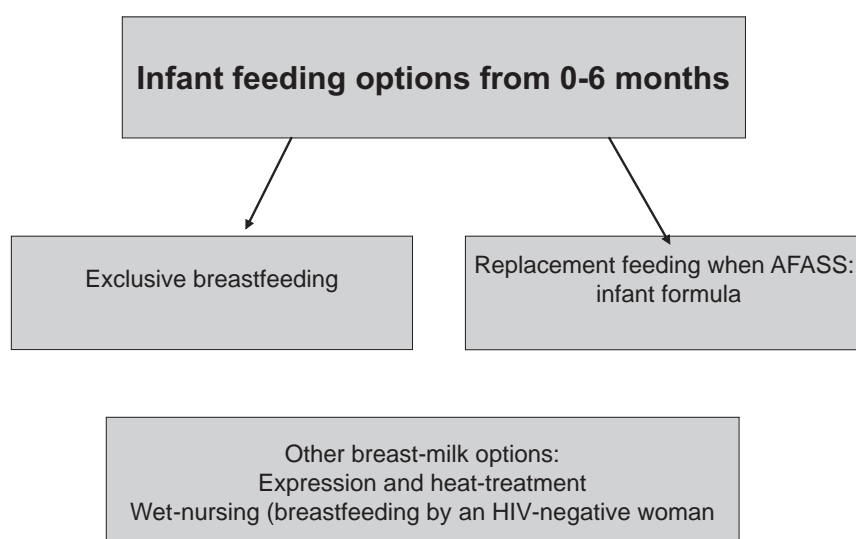 Infant feeding options from 0-6 months
Exclusive breastfeeding
Replacement feeding when AFASS:
infant formula
Other breast-milk options:
Expression and heat-treatment
Wet-nursing (breastfeeding by an HIV-negative woman